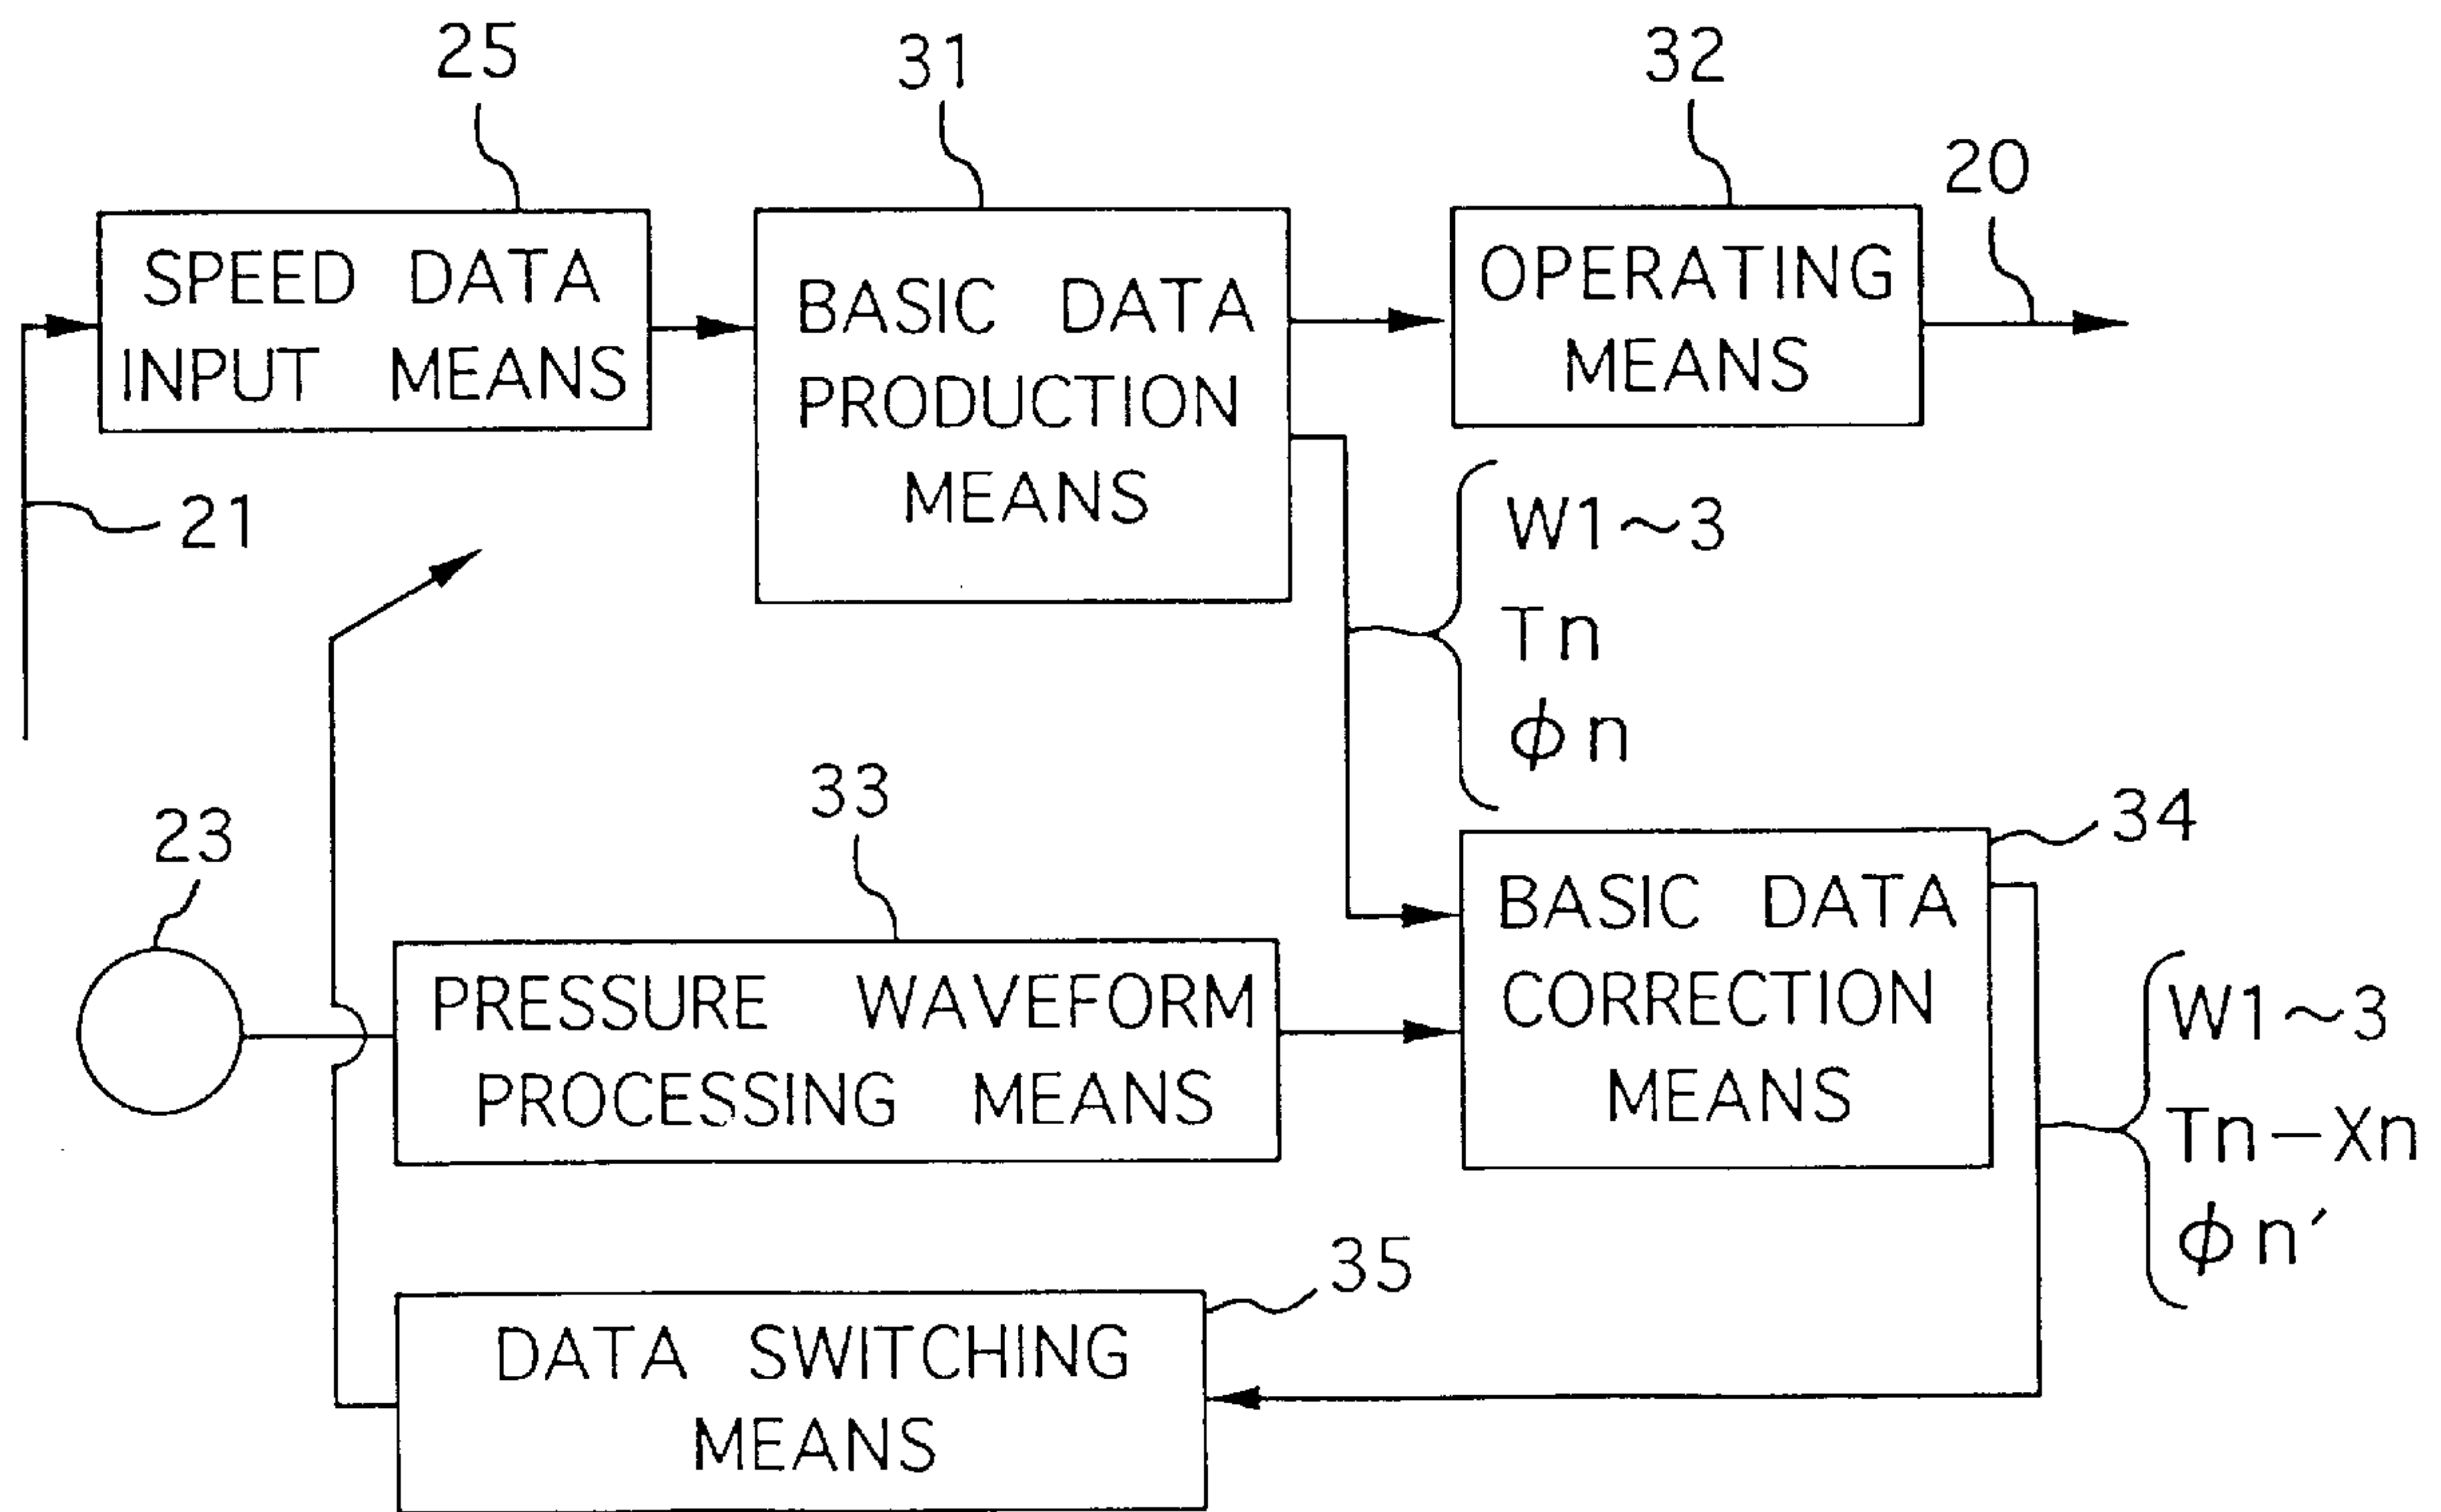 25
31
32
20
SPEED DATA
INPUT MEANS
BASIC DATA
PRODUCTION
MEANS
OPERATING
MEANS
21
W1~3
Tn
ϕn
23
33
34
PRESSURE WAVEFORM
PROCESSING MEANS
BASIC DATA
CORRECTION
MEANS
W1~3
Tn−Xn
ϕn′
35
DATA SWITCHING
MEANS